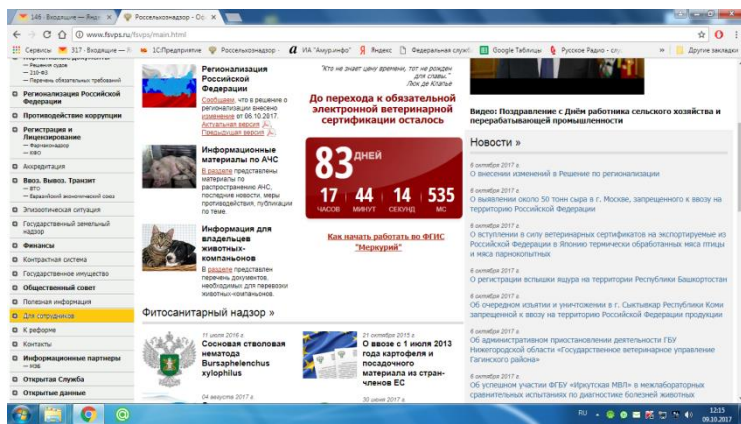 146 · Входящие — Янд
Россельхознадзор - Ос
www.fsvps.ru/fsvps/main.html
Сервисы
317 · Входящие — Я
1С:Предприятие
Россельхознадзор -
ИА "Амур.инфо"
Яндекс
Федеральная служб
Google Таблицы
Русское Радио - слу
»
Другие закладки
— Решения судов
— 210-ФЗ
— Перечень обязательных требований
Регионализация Российской
Федерации
Противодействие коррупции
Регистрация и
Лицензирование
— Фармаконадзор
— КФО
Аккредитация
Ввоз. Вывоз. Транзит
— ВТО
— Евразийский экономический союз
Эпизоотическая ситуация
Государственный земельный
надзор
Финансы
Контрактная система
Государственное имущество
Общественный совет
Полезная информация
Для сотрудников
К реформе
Контакты
Информационные партнеры
— МЭБ
Открытая Служба
Открытые данные
Регионализация
Российской
Федерации
Сообщаем, что в решение о
регионализации внесено
изменение от 06.10.2017.
Актуальная версия
Предыдущая версия
Информационные
материалы по АЧС
В разделе представлены
материалы по
распространению АЧС,
последние новости, меры
противодействия, публикации
по теме.
Информация для
владельцев
животных-
компаньонов
В разделе представлен
перечень документов,
необходимых для перевозки
животных-компаньонов.
"Кто не знает цену времени, тот не рожден
для славы."
Люк де Клапье
До перехода к обязательной
электронной ветеринарной
сертификации осталось
83 ДНЕЙ
17 44 14 535
ЧАСОВ МИНУТ СЕКУНД МС
Как начать работать во ФГИС
"Меркурий"
Фитосанитарный надзор »
11 июля 2016 г.
Сосновая стволовая
нематода
Bursaphelenchus
xylophilus
04 августа 2017 г.
21 октября 2015 г.
О ввозе с 1 июля 2013
года картофеля и
посадочного
материала из стран-
членов ЕС
30 июня 2017 г.
Видео: Поздравление с Днём работника сельского хозяйства и
перерабатывающей промышленности
Новости »
6 октября 2017 г.
О внесении изменений в Решение по регионализации
6 октября 2017 г.
О выявлении около 50 тонн сыра в г. Москве, запрещенного к ввозу на
территорию Российской Федерации
6 октября 2017 г.
О вступлении в силу ветеринарных сертификатов на экспортируемые из
Российской Федерации в Японию термически обработанных мяса птицы
и мяса парнокопытных
6 октября 2017 г.
О регистрации вспышки ящура на территории Республики Башкортостан
6 октября 2017 г.
Об очередном изъятии и уничтожении в г. Сыктывкар Республики Коми
запрещенной к ввозу на территорию Российской Федерации продукции
6 октября 2017 г.
Об административном приостановлении деятельности ГБУ
Нижегородской области «Государственное ветеринарное управление
Гагинского района»
6 октября 2017 г.
Об успешном участии ФГБУ «Иркутская МВЛ» в межлабораторных
сравнительных испытаниях по диагностике болезней животных
RU
12:15
09.10.2017